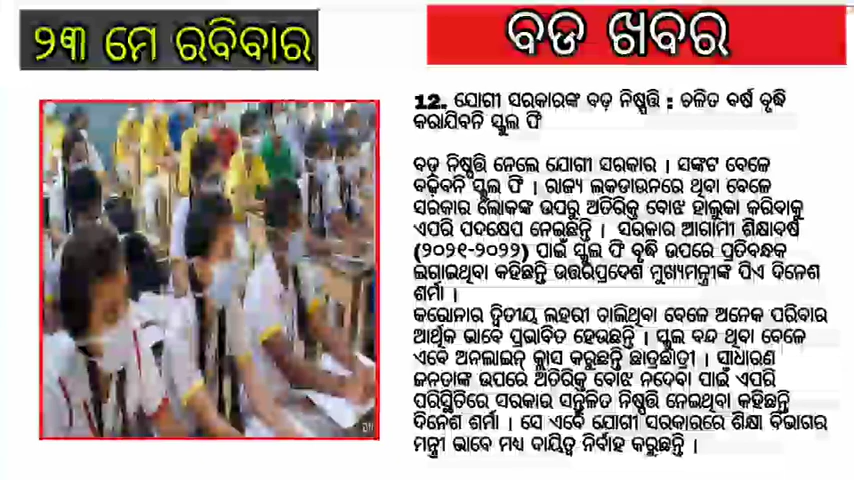 ୨୩ ମେ ରବିବାର
ବଡ ଖବର
12. ଯୋଗୀ ସରକାରଙ୍କ ବଡ଼ ନିଷ୍ପତ୍ତି : ଚଳିତ ବର୍ଷ ବୃଦ୍ଧି
କରାଯିବନି ସ୍କୁଲ ଫି
ବଡ଼ ନିଷ୍ପତ୍ତି ନେଲେ ଯୋଗୀ ସରକାର । ସଙ୍କଟ ବେଳେ
ବଢ଼ିବନି ସ୍କୁଲ ଫି । ରାଜ୍ୟ ଲକଡାଉନରେ ଥିବା ବେଳେ
ସରକାର ଲୋକଙ୍କ ଉପରୁ ଅତିରିକ୍ତ ବୋଝ ହାଲୁକା କରିବାକୁ
ଏପରି ପଦକ୍ଷେପ ନେଇଛନ୍ତି । ସରକାର ଆଗାମୀ ଶିକ୍ଷାବର୍ଷ
(୨୦୨୧-୨୦୨୨) ପାଇଁ ସ୍କୁଲ ଫି ବୃଦ୍ଧି ଉପରେ ପ୍ରତିବନ୍ଧକ
ଲଗାଇଥିବା କହିଛନ୍ତି ଉତ୍ତରପ୍ରଦେଶ ମୁଖ୍ୟମନ୍ତ୍ରୀଙ୍କ ପିଏ ଦିନେଶ
ଶର୍ମା ।
କରୋନାର ଦ୍ୱିତୀୟ ଲହରୀ ଚାଲିଥିବା ବେଳେ ଅନେକ ପରିବାର
ଆର୍ଥିକ ଭାବେ ପ୍ରଭାବିତ ହେଉଛନ୍ତି । ସ୍କୁଲ ବନ୍ଦ ଥିବା ବେଳେ
ଏବେ ଅନଲାଇନ୍ କ୍ଲାସ କରୁଛନ୍ତି ଛାତ୍ରଛାତ୍ରୀ । ସାଧାରଣ
ଜନତାଙ୍କ ଉପରେ ଅତିରିକ୍ତ ବୋଝ ନଦେବା ପାଇଁ ଏପରି
ପରିସ୍ଥିତିରେ ସରକାର ସନ୍ତୁଳିତ ନିଷ୍ପତ୍ତି ନେଇଥିବା କହିଛନ୍ତି
ଦିନେଶ ଶର୍ମା । ସେ ଏବେ ଯୋଗୀ ସରକାରରେ ଶିକ୍ଷା ବିଭାଗର
ମନ୍ତ୍ରୀ ଭାବେ ମଧ୍ୟ ଦାୟିତ୍ୱ ନିର୍ବାହ କରୁଛନ୍ତି ।